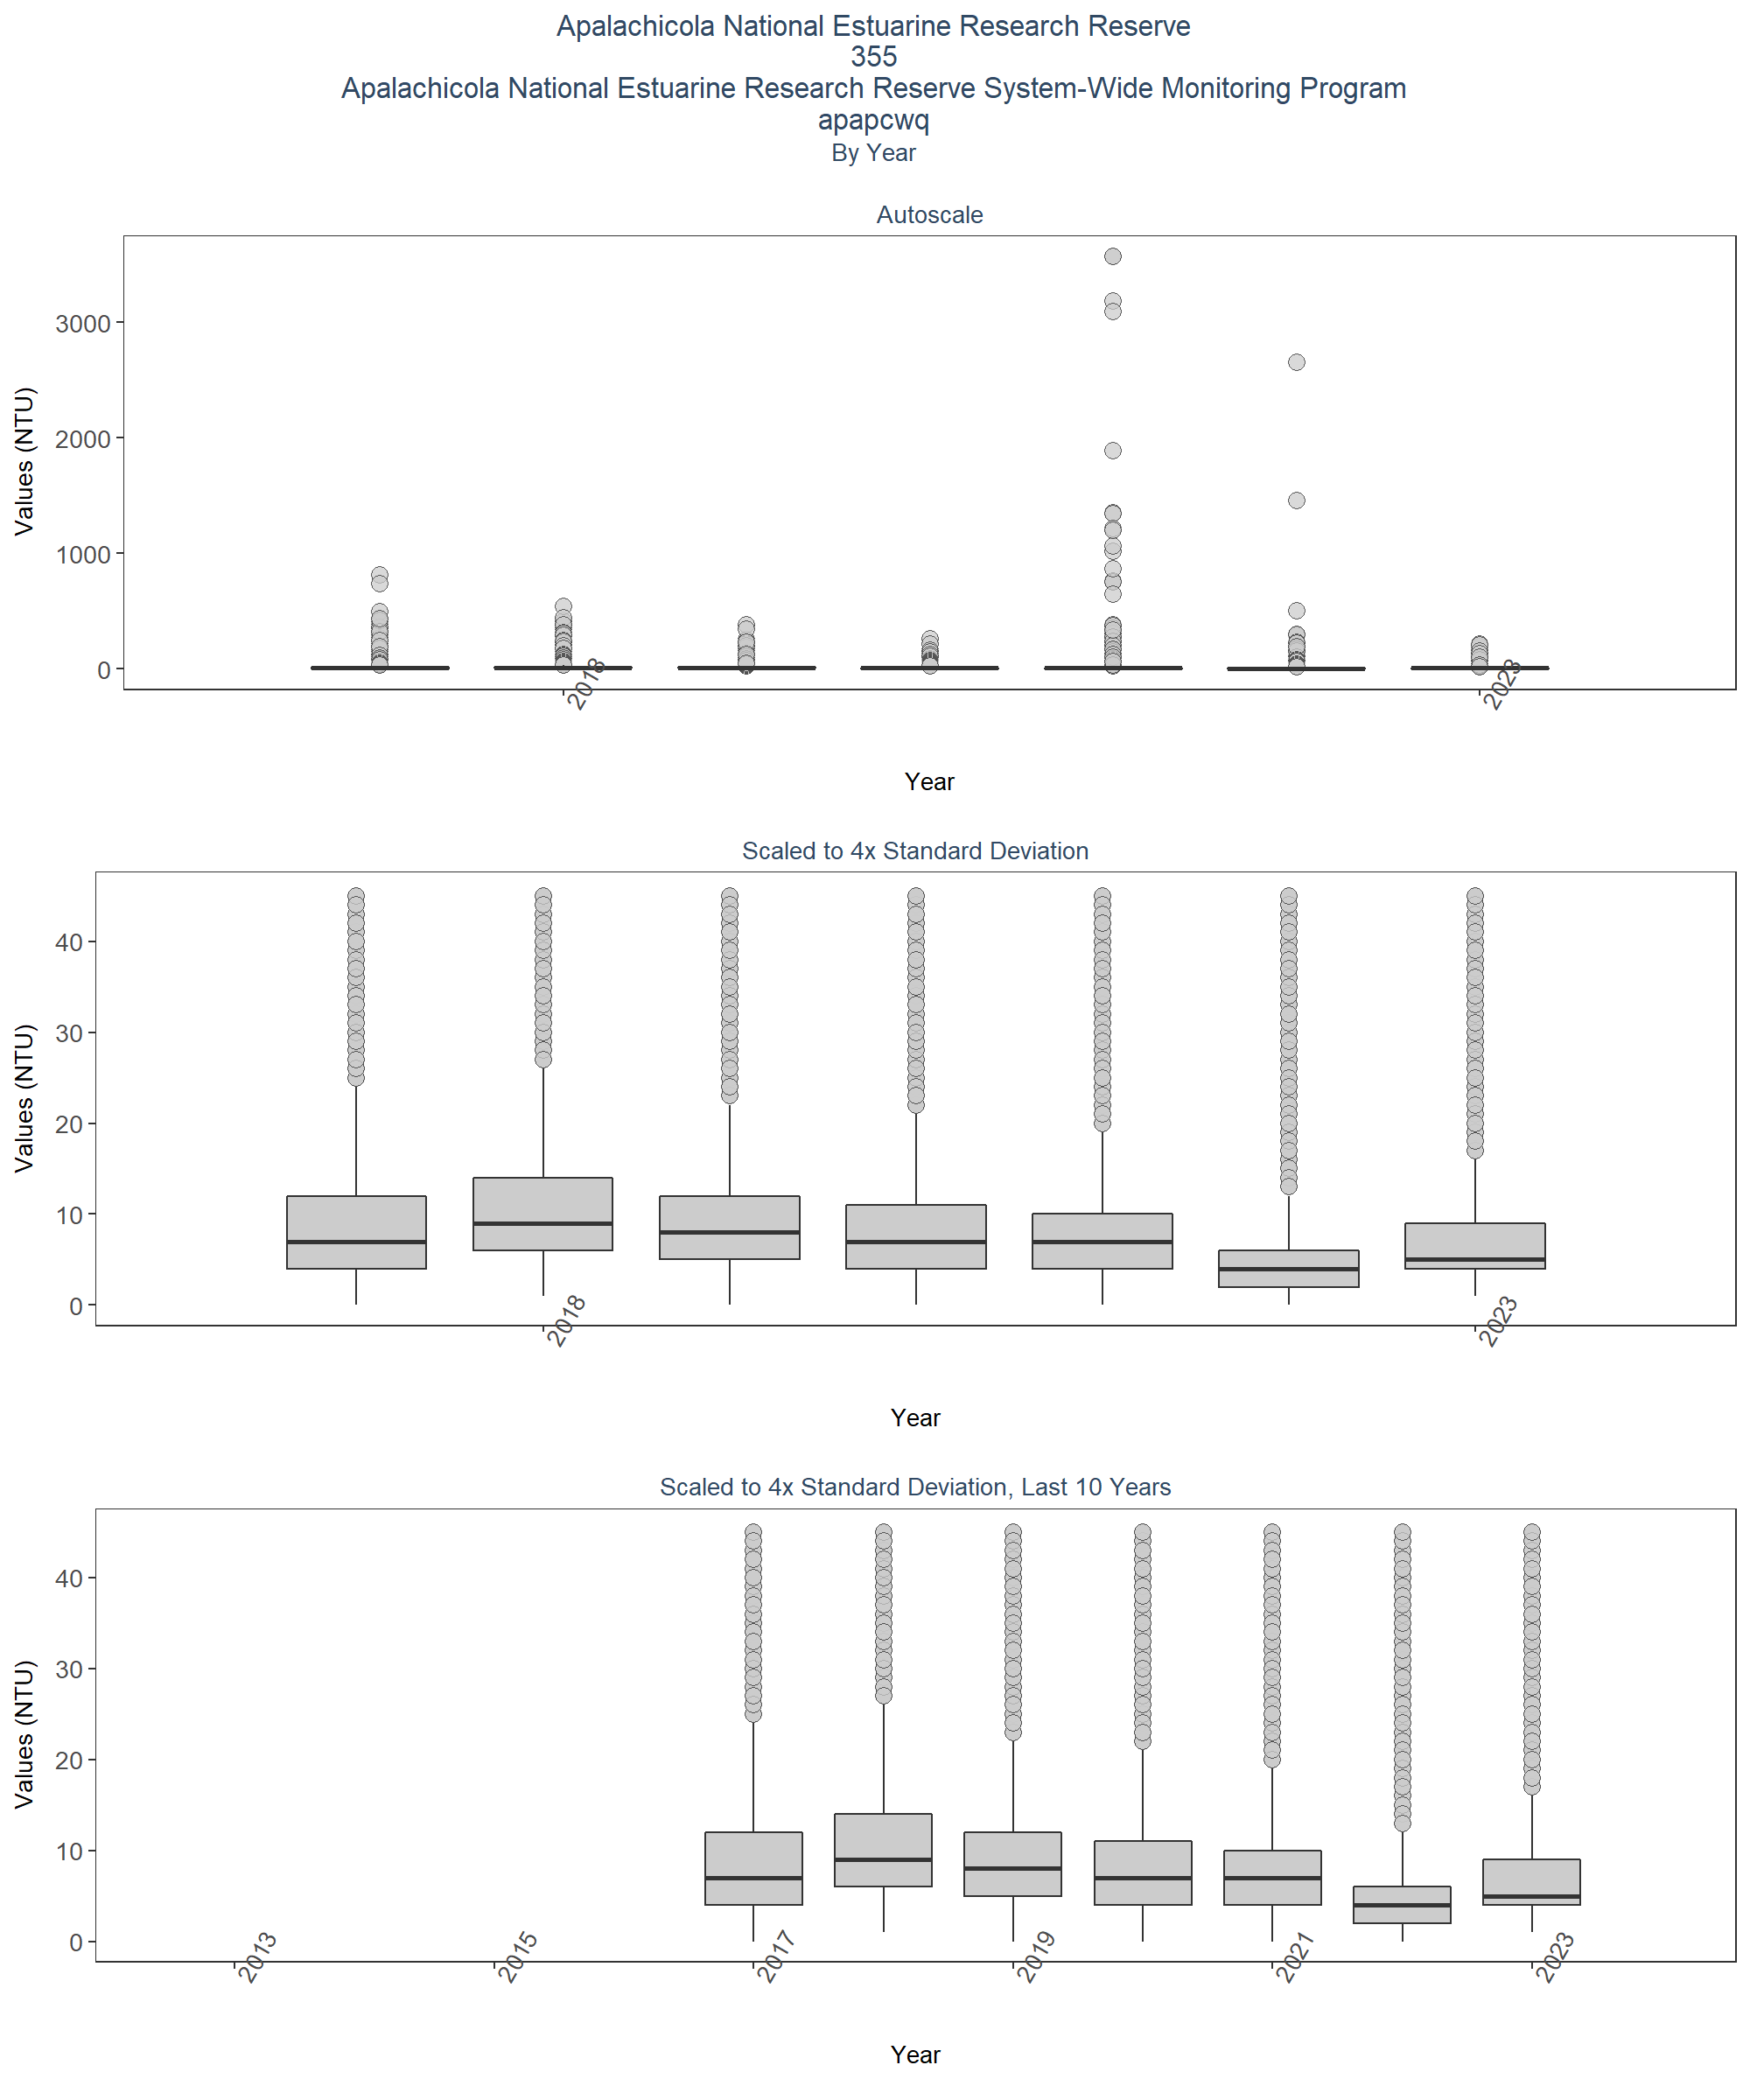 Apalachicola National Estuarine Research Reserve
355
Apalachicola National Estuarine Research Reserve System-Wide Monitoring Program
apapcwq
By Year
Autoscale
Values (NTU)
3000
2000
1000
0
2018
2023
Year
Scaled to 4x Standard Deviation
Values (NTU)
40
30
20
10
0
2018
2023
Year
Scaled to 4x Standard Deviation, Last 10 Years
Values (NTU)
40
30
20
10
0
2013
2015
2017
2019
2021
2023
Year